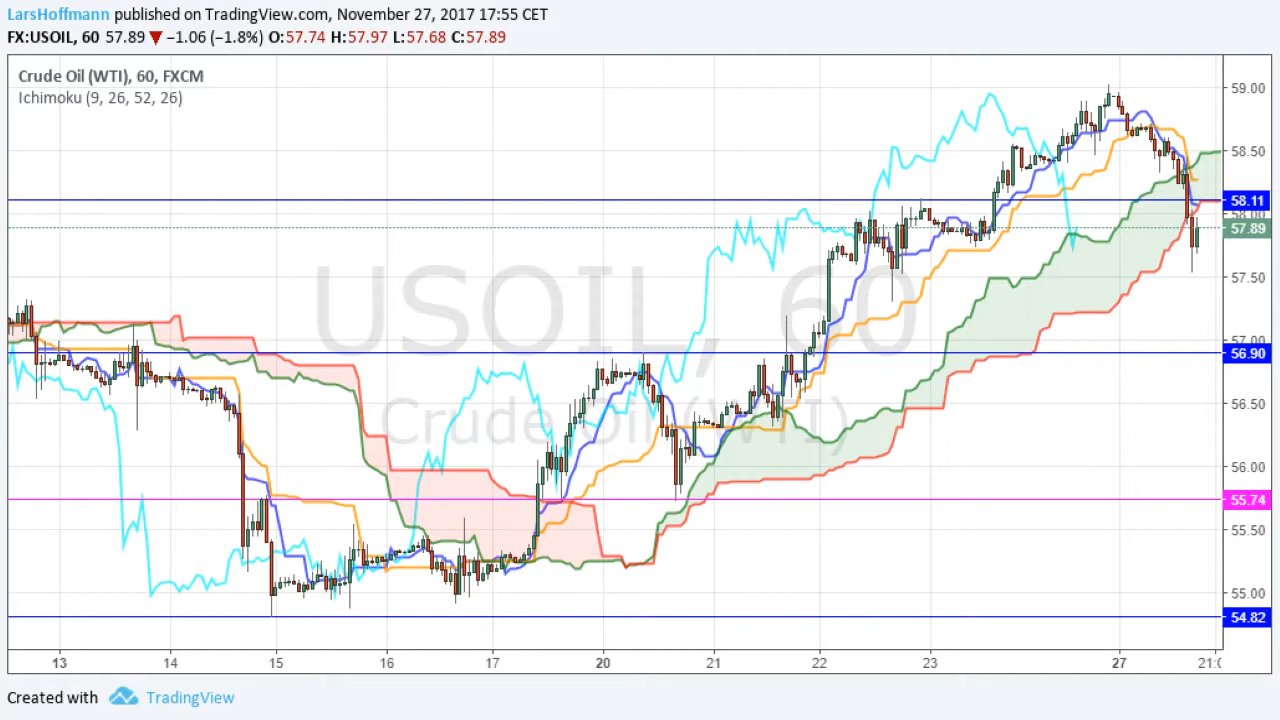 LarsHoffmann published on TradingView.com, November 27, 2017 17:55 CET
FX:USOIL, 60 57.89 ▼ −1.06 (−1.8%) O:57.74 H:57.97 L:57.68 C:57.89
Crude Oil (WTI), 60, FXCM
Ichimoku (9, 26, 52, 26)
USOIL, 60
Crude Oil (WTI)
59.00
58.50
58.11
58.00
57.89
57.50
57.00
56.90
56.50
56.00
55.74
55.50
55.00
54.82
13 14 15 16 17 20 21 22 23 27 21:0
Created with TradingView